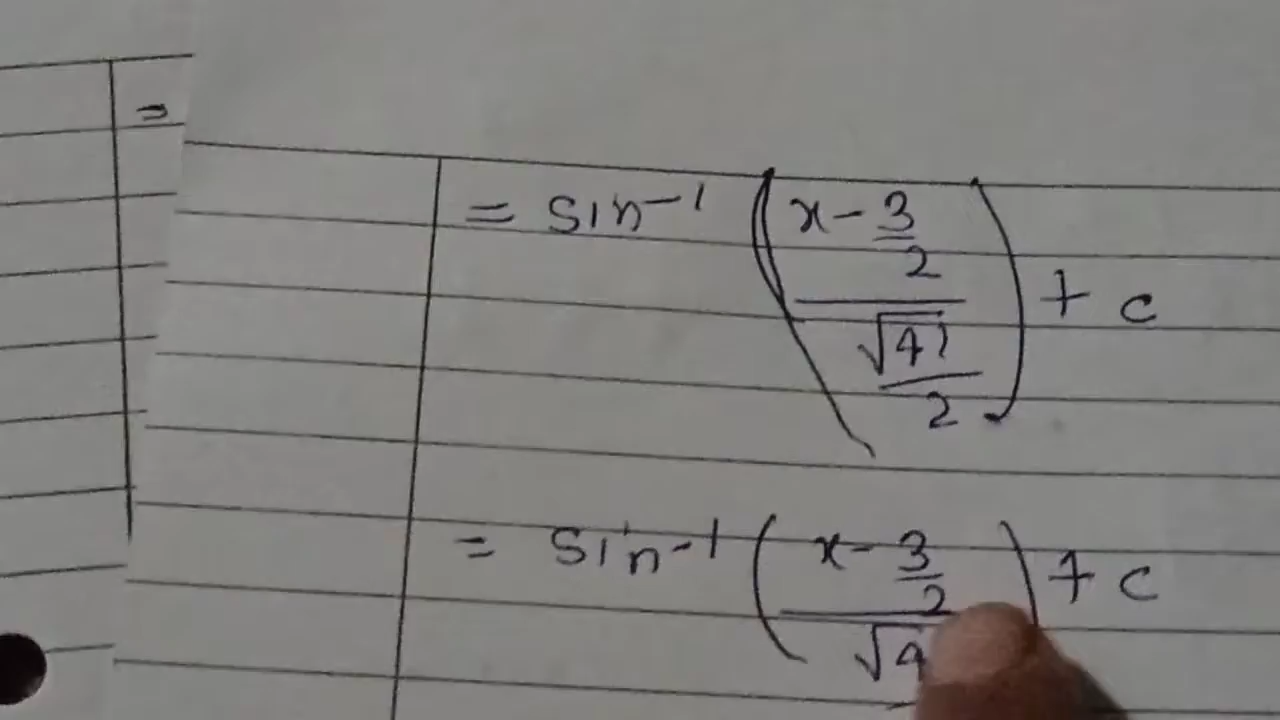 =
= sin⁻¹ ((x - 3/2) / (√41/2)) + c
= sin⁻¹ ((x - 3/2) / √4
) + c